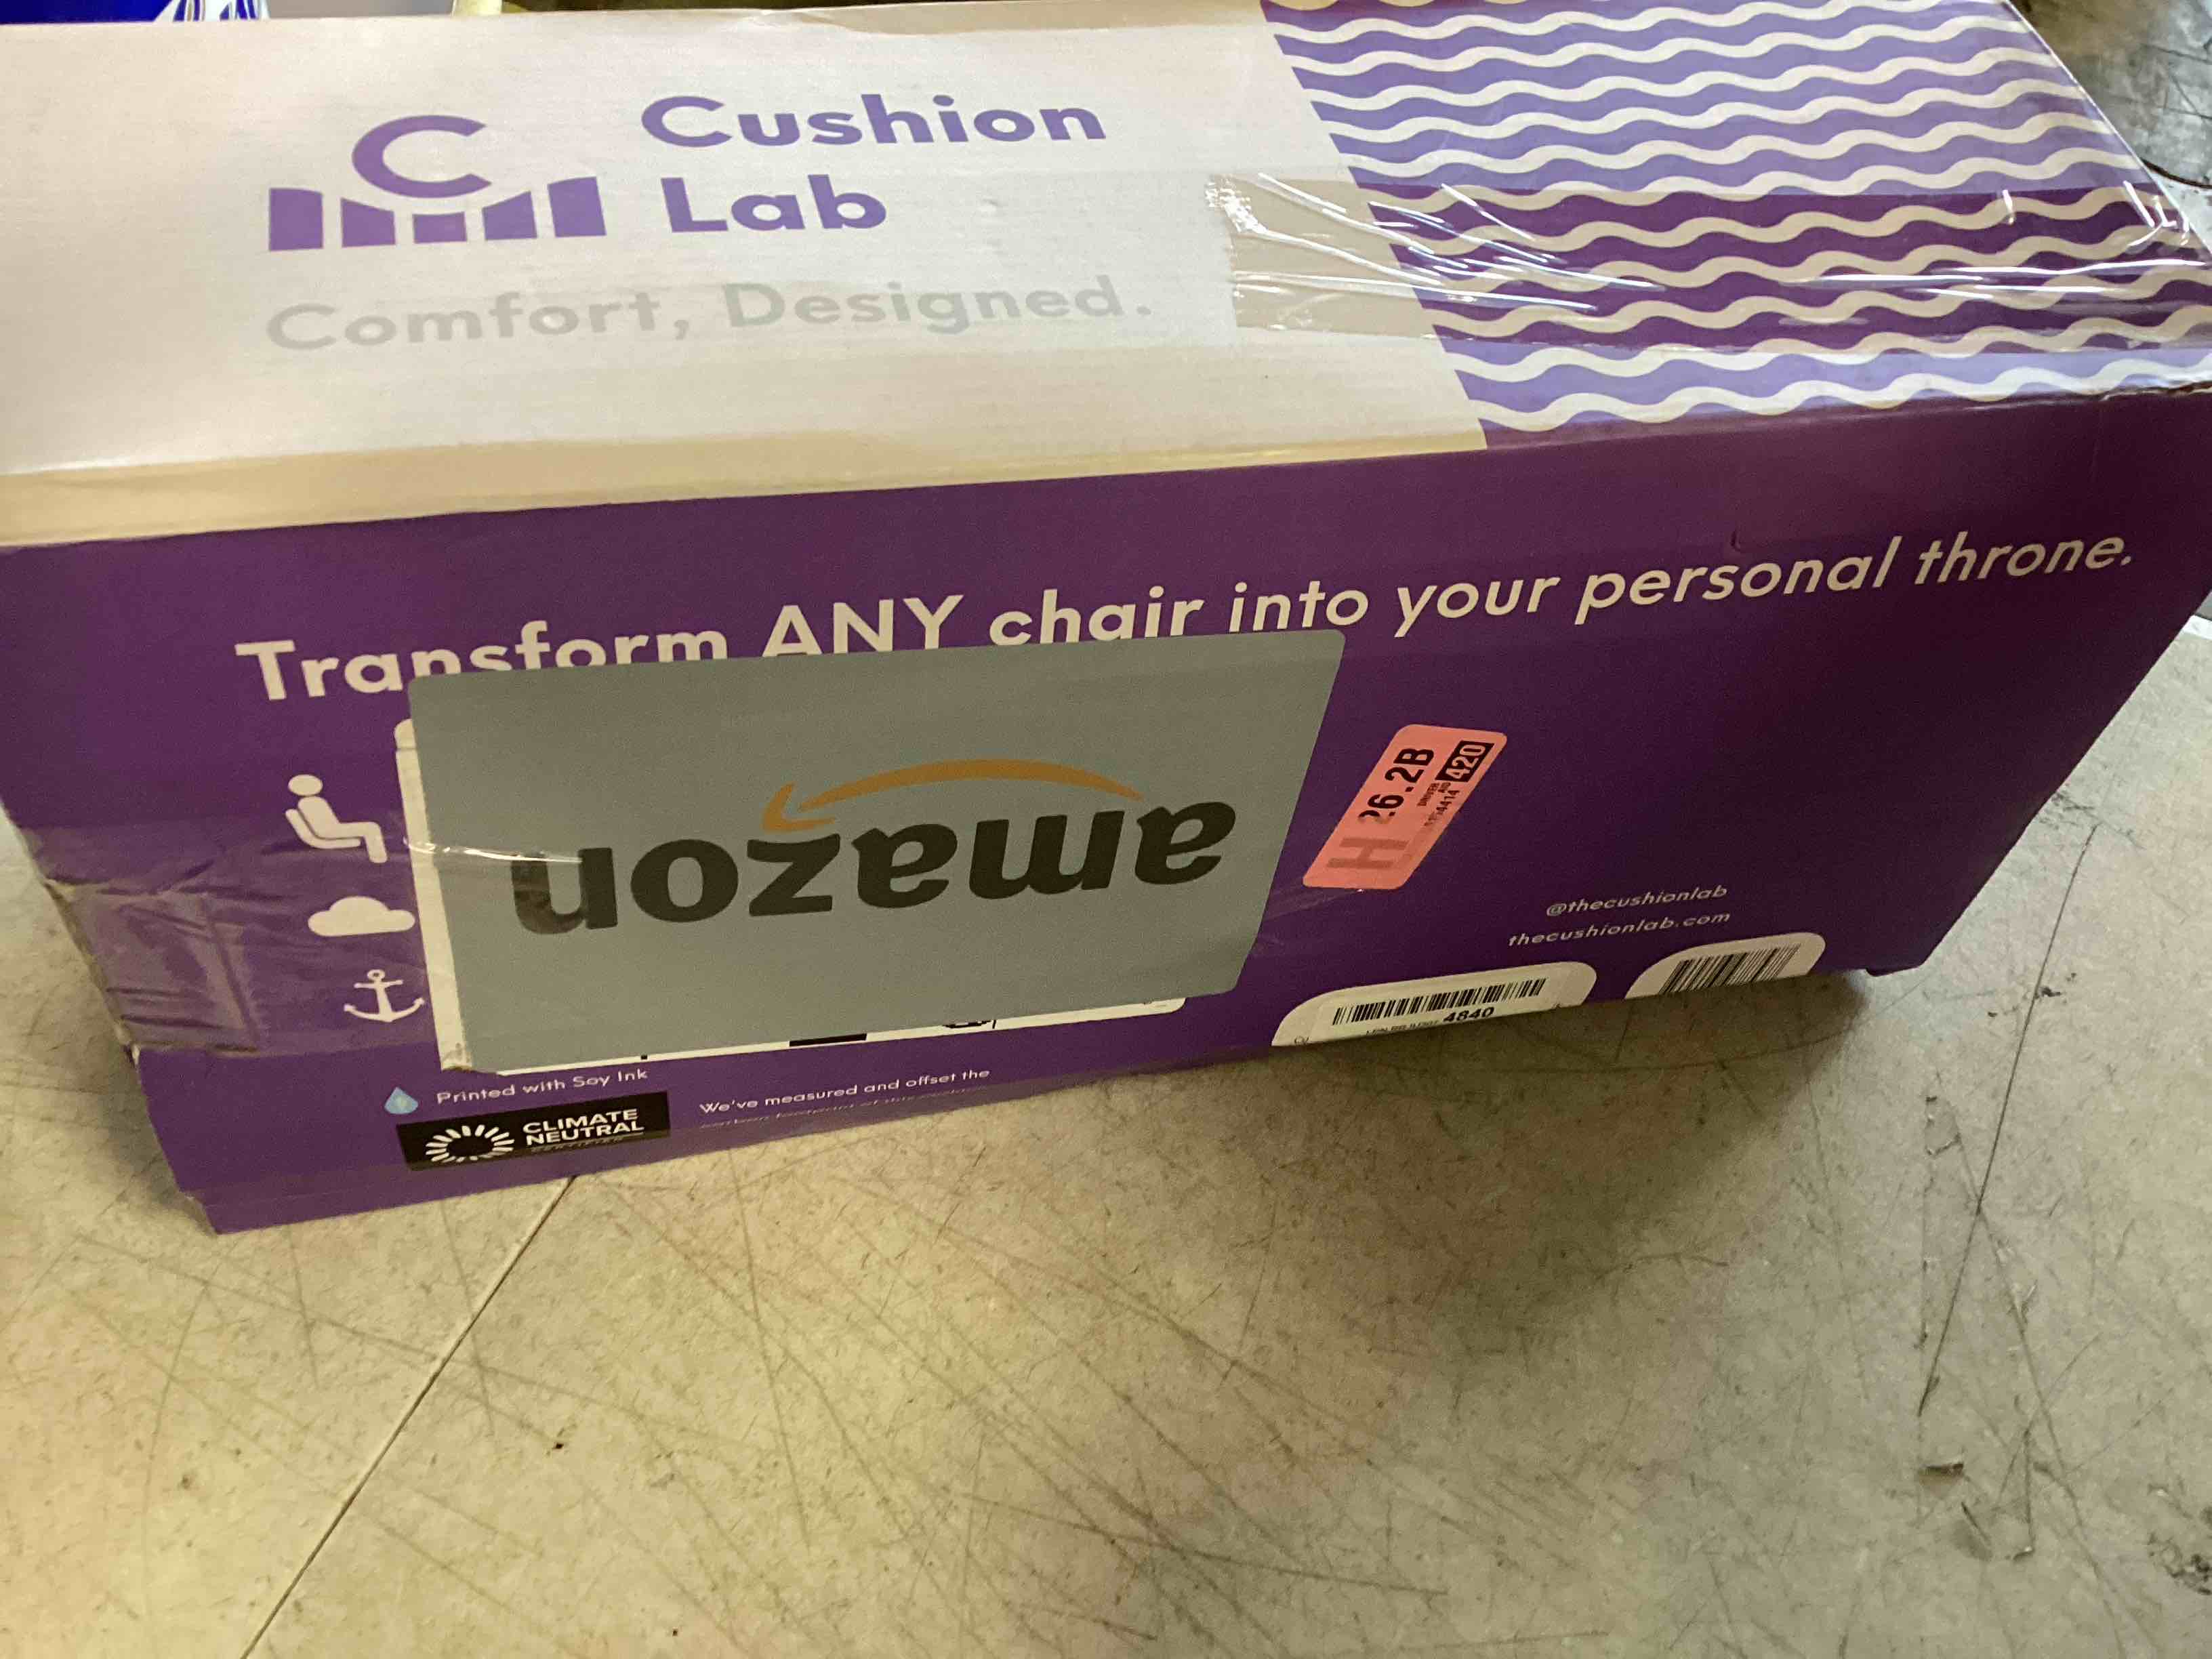 C
Cushion
Lab
Comfort, Designed.
Transform ANY chair into your personal throne.
amazon
H 26.2B
420
@thecushionlab
thecushionlab.com
4840
Printed with Soy Ink
CLIMATE
NEUTRAL
We've measured and offset the